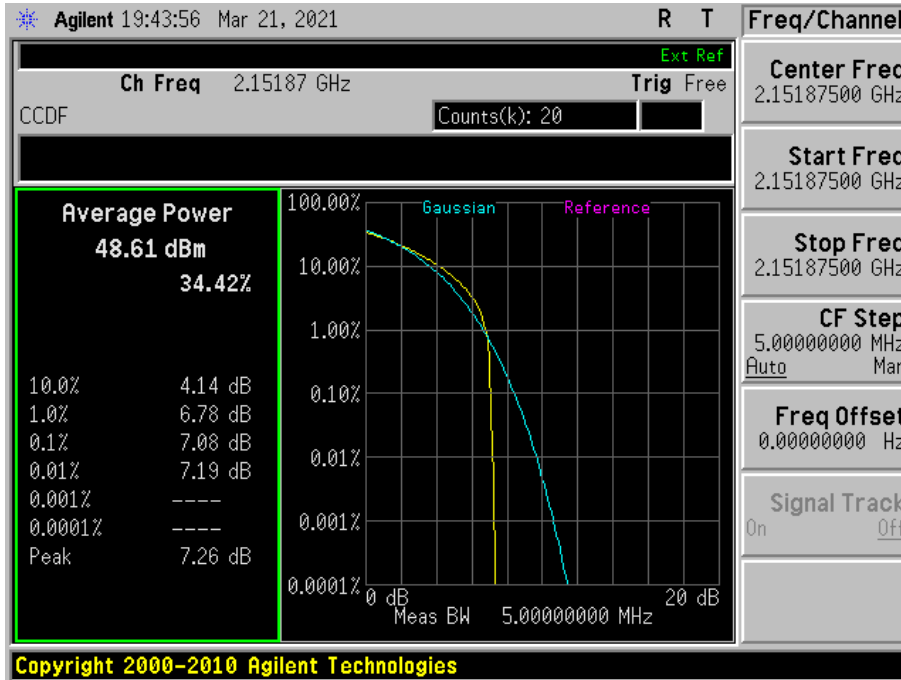 Agilent 19:43:56 Mar 21, 2021 R T
Ext Ref
Ch Freq 2.15187 GHz Trig Free
CCDF Counts(k): 20
Average Power
48.61 dBm
34.42%
10.0% 4.14 dB
1.0% 6.78 dB
0.1% 7.08 dB
0.01% 7.19 dB
0.001% ----
0.0001% ----
Peak 7.26 dB
Gaussian Reference
100.00%
10.00%
1.00%
0.10%
0.01%
0.001%
0.0001%
0 dB 20 dB
Meas BW 5.00000000 MHz
Freq/Channel
Center Freq
2.15187500 GHz
Start Freq
2.15187500 GHz
Stop Freq
2.15187500 GHz
CF Step
5.00000000 MHz
Auto Man
Freq Offset
0.00000000 Hz
Signal Track
On Off
Copyright 2000-2010 Agilent Technologies